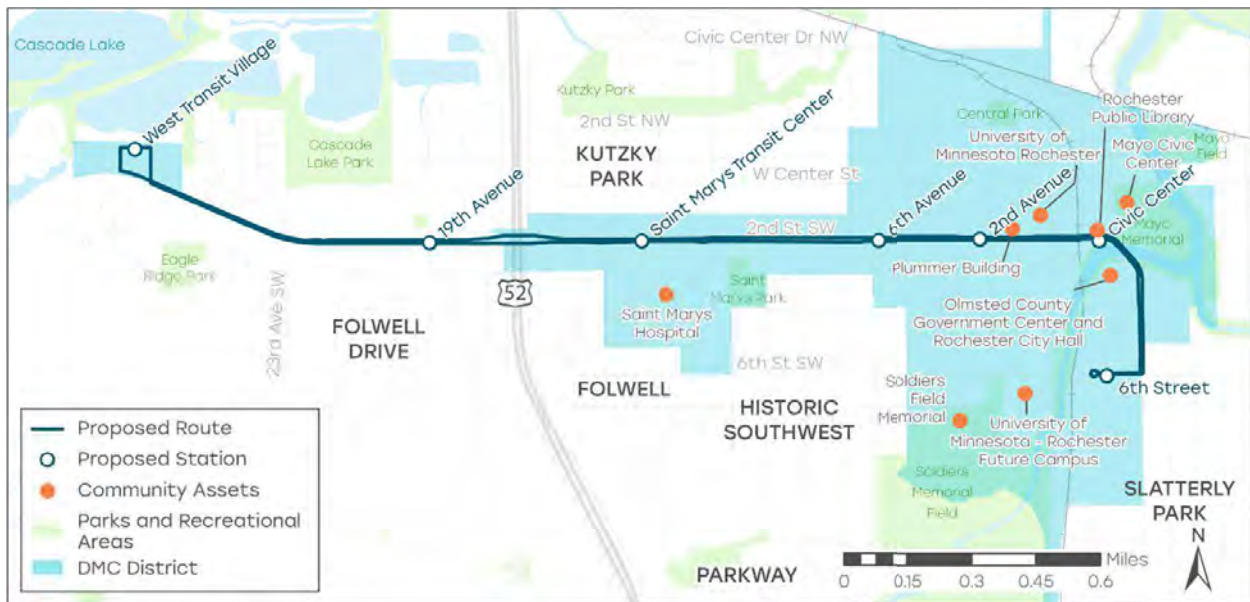 Cascade Lake
West Transit Village
Cascade
Lake Park
Eagle
Ridge Park
23rd Ave SW
19th Avenue
FOLWELL
DRIVE
52
Kutzky Park
2nd St NW
KUTZKY
PARK
Civic Center Dr NW
W Center St
Saint Marys Transit Center
2nd St SW
Saint Marys
Hospital
Saint
Marys Park
6th St SW
FOLWELL
HISTORIC
SOUTHWEST
6th Avenue
2nd Avenue
Central Park
University of
Minnesota Rochester
Rochester
Public Library
Mayo Civic
Center
Mayo
Field
Civic Center
Mayo
Memorial
Plummer Building
Olmsted County
Government Center and
Rochester City Hall
6th Street
Soldiers
Field
Memorial
University of
Minnesota - Rochester
Future Campus
Soldiers
Memorial
Field
SLATTERLY
PARK
PARKWAY
Proposed Route
Proposed Station
Community Assets
Parks and Recreational
Areas
DMC District
Miles
0 0.15 0.3 0.45 0.6
N